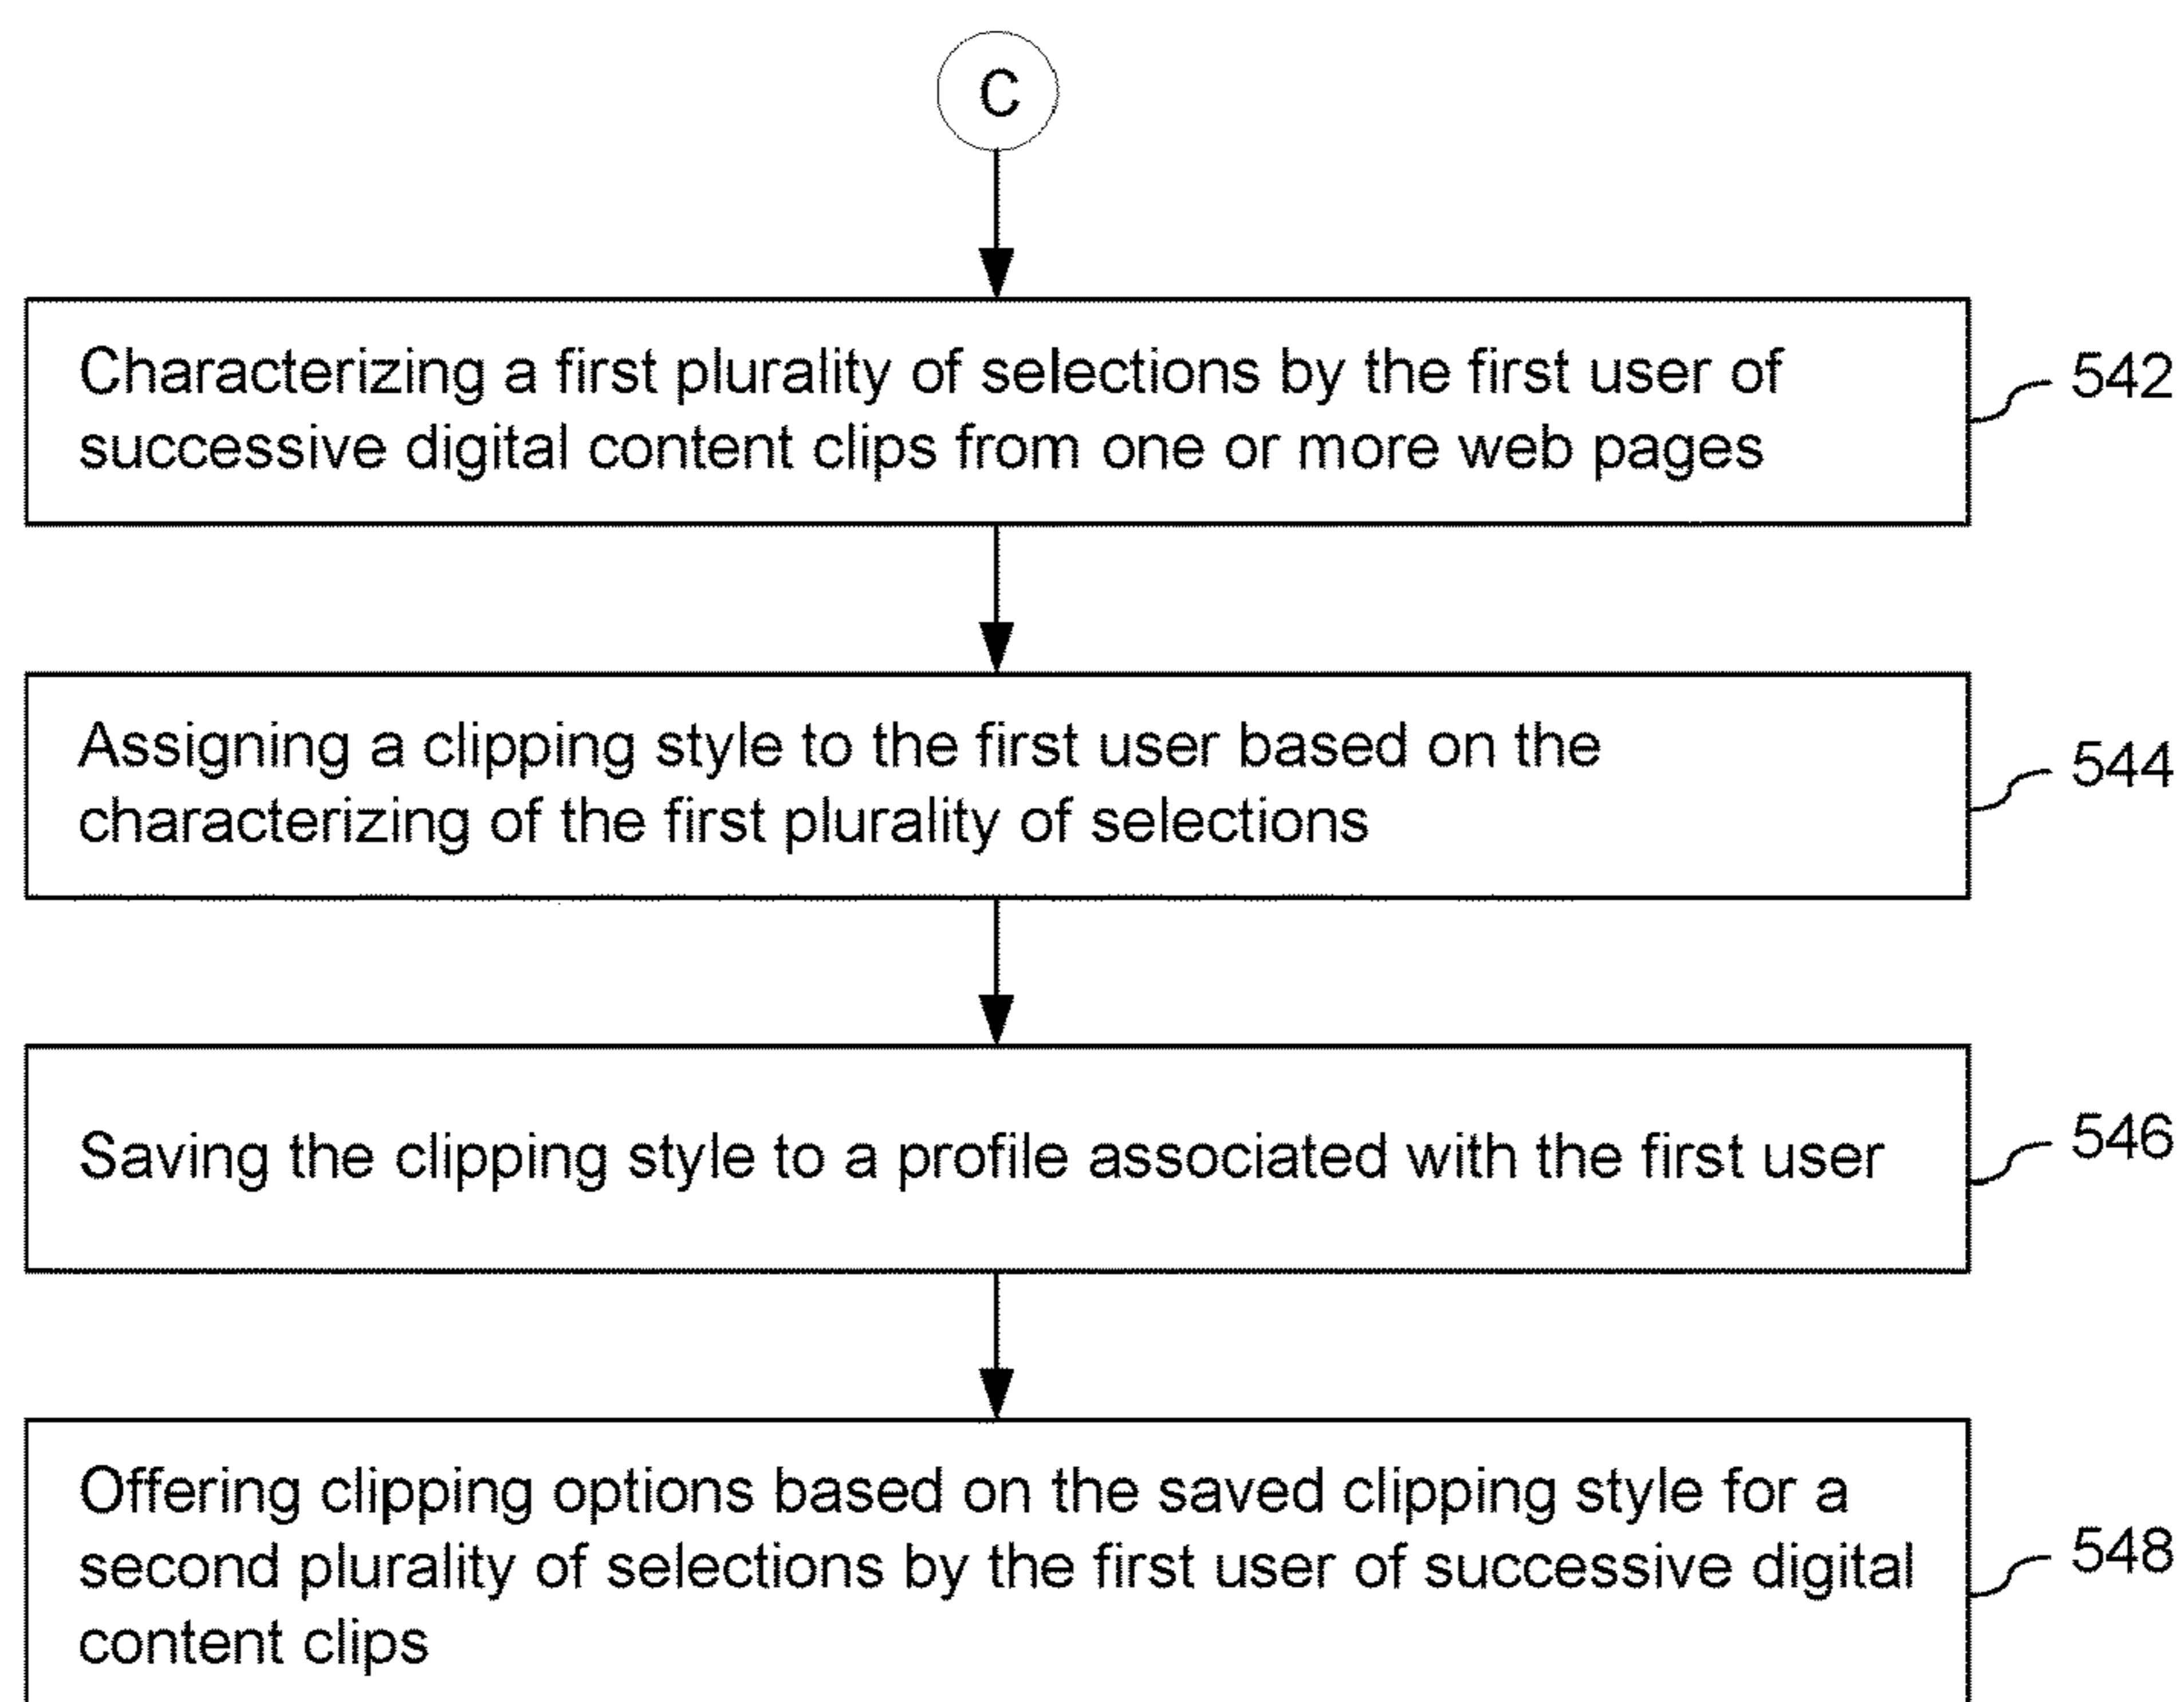 C
Characterizing a first plurality of selections by the first user of
successive digital content clips from one or more web pages
542
Assigning a clipping style to the first user based on the
characterizing of the first plurality of selections
544
Saving the clipping style to a profile associated with the first user
546
Offering clipping options based on the saved clipping style for a
second plurality of selections by the first user of successive digital
content clips
548